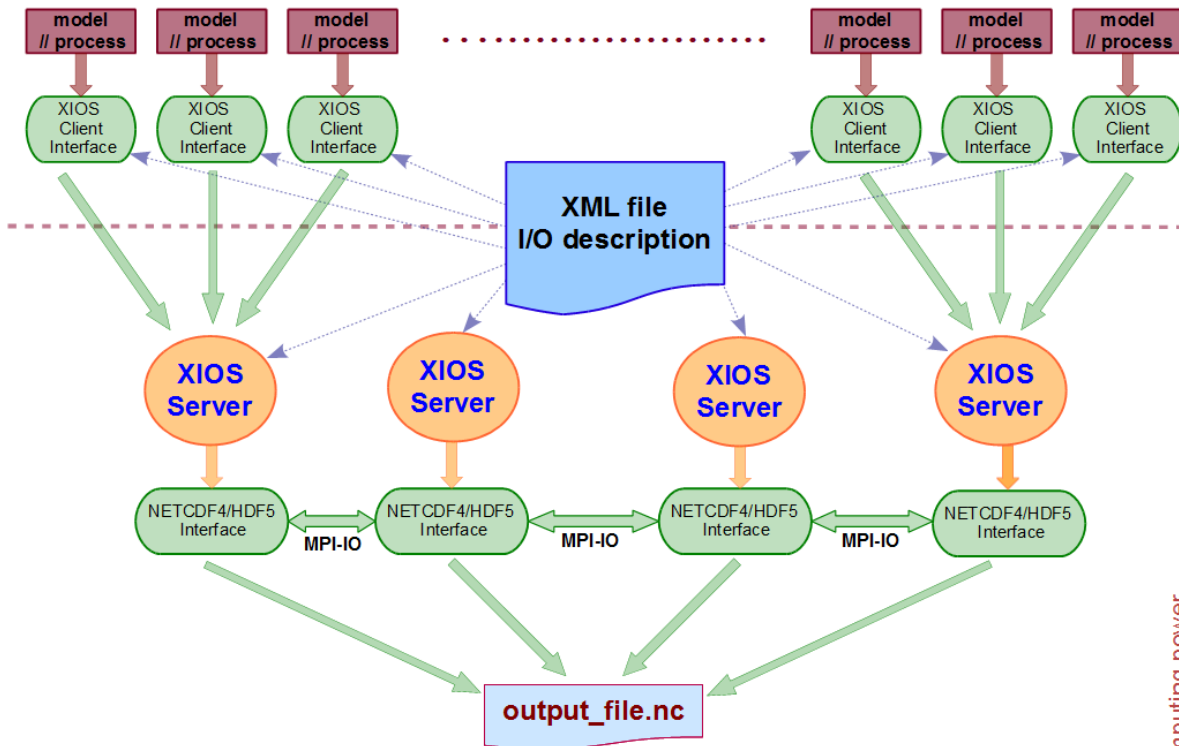 model
// process
model
// process
model
// process
model
// process
model
// process
model
// process
XIOS
Client
Interface
XIOS
Client
Interface
XIOS
Client
Interface
XIOS
Client
Interface
XIOS
Client
Interface
XIOS
Client
Interface
XML file
I/O description
XIOS
Server
XIOS
Server
XIOS
Server
XIOS
Server
NETCDF4/HDF5
Interface
NETCDF4/HDF5
Interface
NETCDF4/HDF5
Interface
NETCDF4/HDF5
Interface
MPI-IO
MPI-IO
MPI-IO
output_file.nc
power